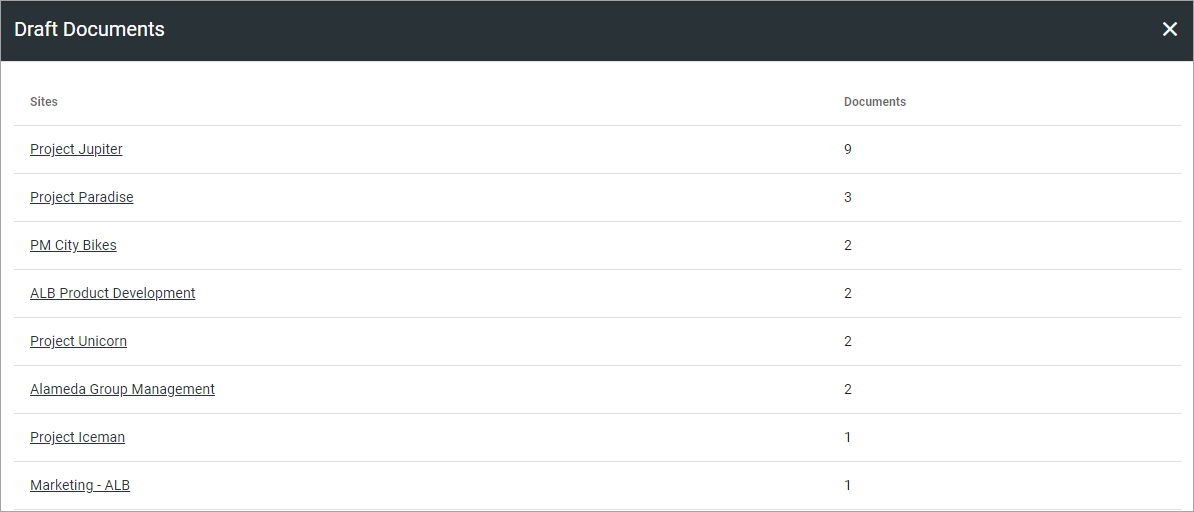 Draft Documents
Sites Documents
Project Jupiter 9
Project Paradise 3
PM City Bikes 2
ALB Product Development 2
Project Unicorn 2
Alameda Group Management 2
Project Iceman 1
Marketing - ALB 1